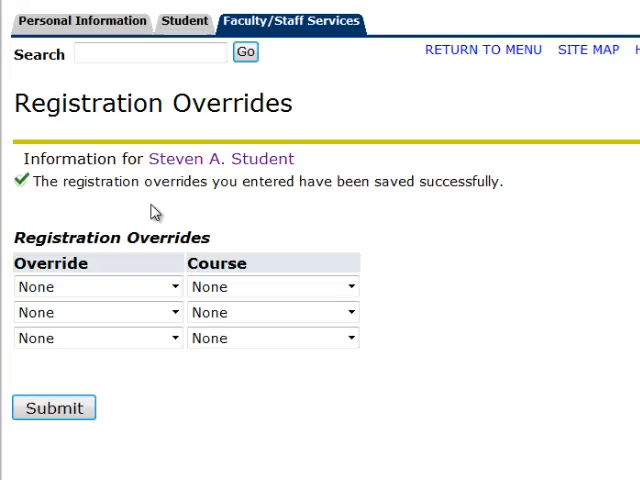 Personal Information Student Faculty/Staff Services
Search Go RETURN TO MENU SITE MAP H
Registration Overrides
Information for Steven A. Student
The registration overrides you entered have been saved successfully.
Registration Overrides
Override Course
None None
None None
None None
Submit